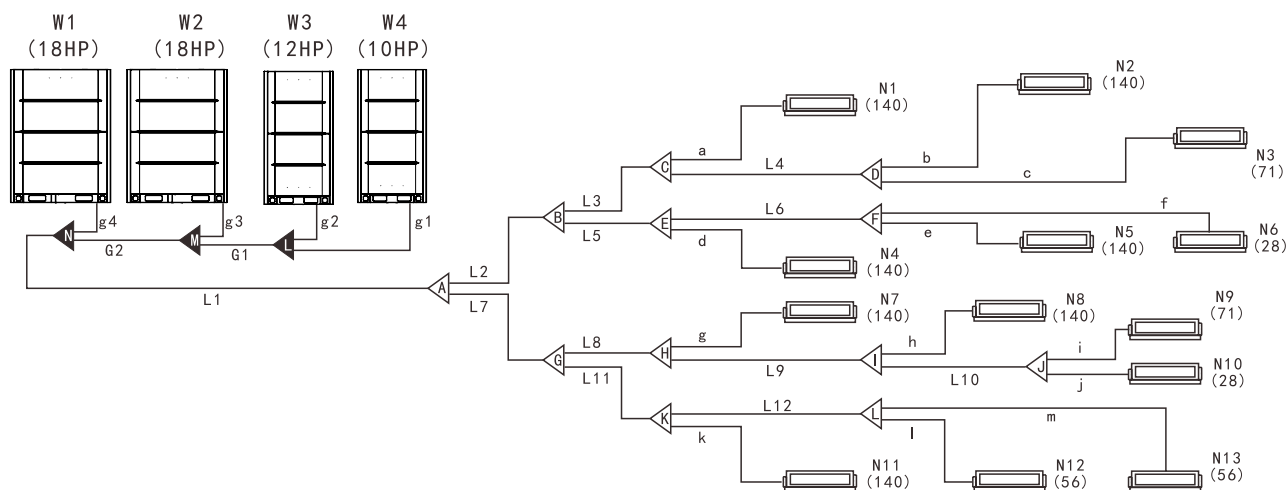 W1
(18HP)
W2
(18HP)
W3
(12HP)
W4
(10HP)
g4
g3
g2
g1
N
M
L
G2
G1
L1
A
L2
L7
B
L3
L5
C
a
L4
D
b
c
N1
(140)
N2
(140)
N3
(71)
E
L6
d
F
f
e
N4
(140)
N5
(140)
N6
(28)
G
L8
L11
H
g
L9
I
h
L10
J
i
j
N7
(140)
N8
(140)
N9
(71)
N10
(28)
K
L12
k
L
m
l
N11
(140)
N12
(56)
N13
(56)